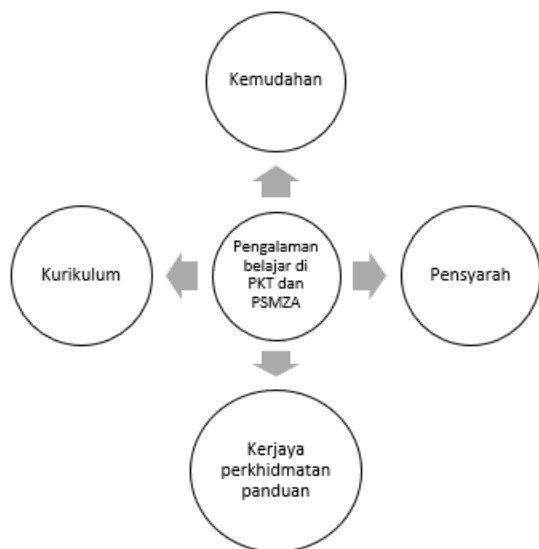 Kemudahan
Kurikulum
Pengalaman
belajar di
PKT dan
PSMZA
Pensyarah
Kerjaya
perkhidmatan
panduan